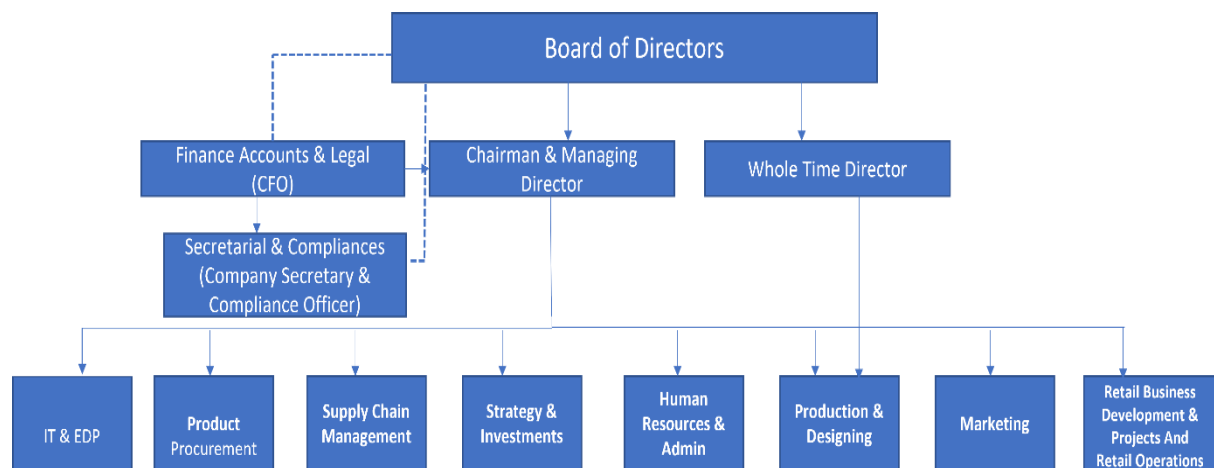 Board of Directors
Finance Accounts & Legal
(CFO)
Chairman & Managing
Director
Whole Time Director
Secretarial & Compliances
(Company Secretary &
Compliance Officer)
IT & EDP
Product
Procurement
Supply Chain
Management
Strategy &
Investments
Human
Resources &
Admin
Production &
Designing
Marketing
Retail Business
Development &
Projects And
Retail Operations